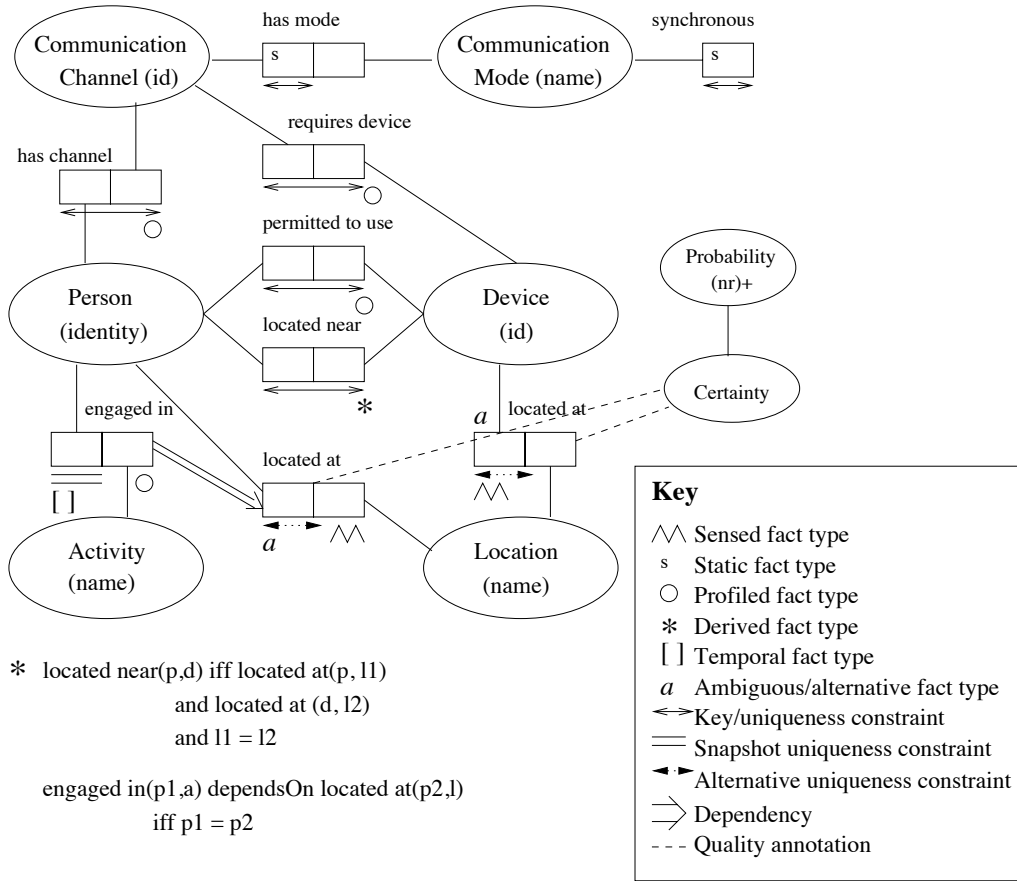 has mode
synchronous
Communication
Channel (id)
s
Communication
Mode (name)
s
requires device
has channel
permitted to use
Probability
(nr)+
Person
(identity)
Device
(id)
located near
Certainty
*
engaged in
a
located at
located at
[ ]
a
Activity
(name)
Location
(name)
Key
Sensed fact type
s Static fact type
Profiled fact type
* Derived fact type
[ ] Temporal fact type
a Ambiguous/alternative fact type
Key/uniqueness constraint
Snapshot uniqueness constraint
Alternative uniqueness constraint
Dependency
Quality annotation
* located near(p,d) iff located at(p, l1)
and located at (d, l2)
and l1 = l2
engaged in(p1,a) dependsOn located at(p2,l)
iff p1 = p2